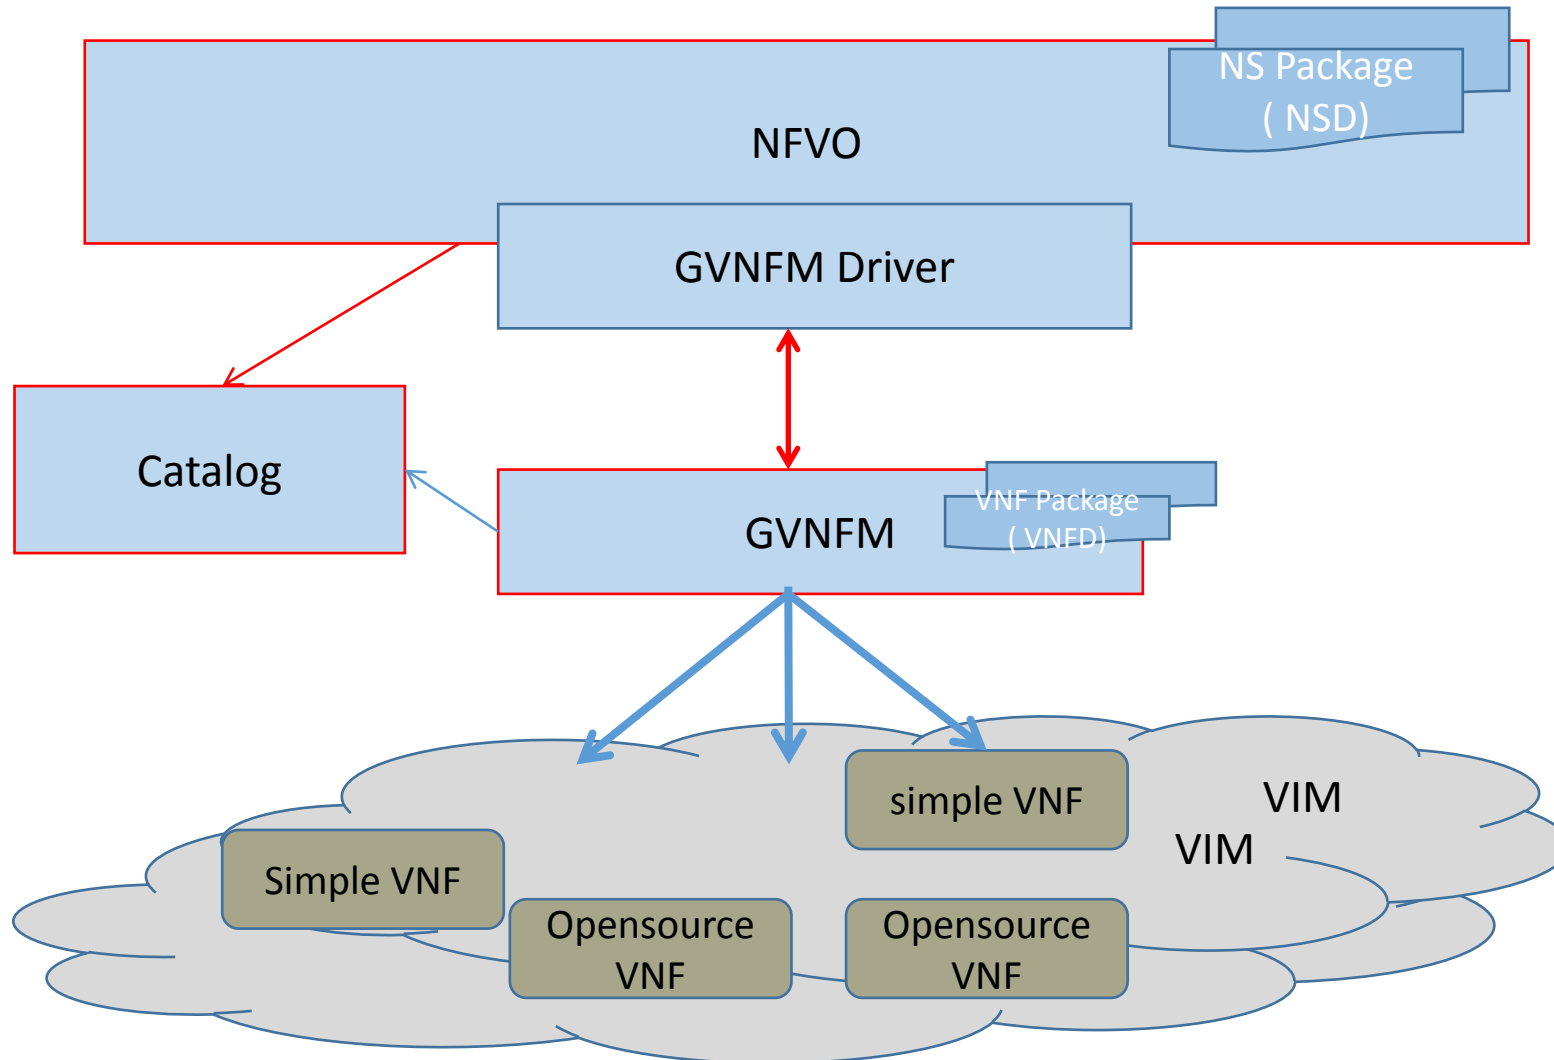 NS Package
( NSD)
NFVO
GVNFM Driver
Catalog
VNF Package
( VNFD)
GVNFM
simple VNF
VIM
VIM
Simple VNF
Opensource
VNF
Opensource
VNF